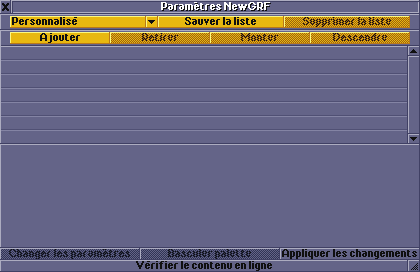 Paramètres NewGRF
Personnalisé Sauver la liste Supprimer la liste
Ajouter Retirer Monter Descendre
Changer les paramètres Basculer palette Appliquer les changements
Vérifier le contenu en ligne